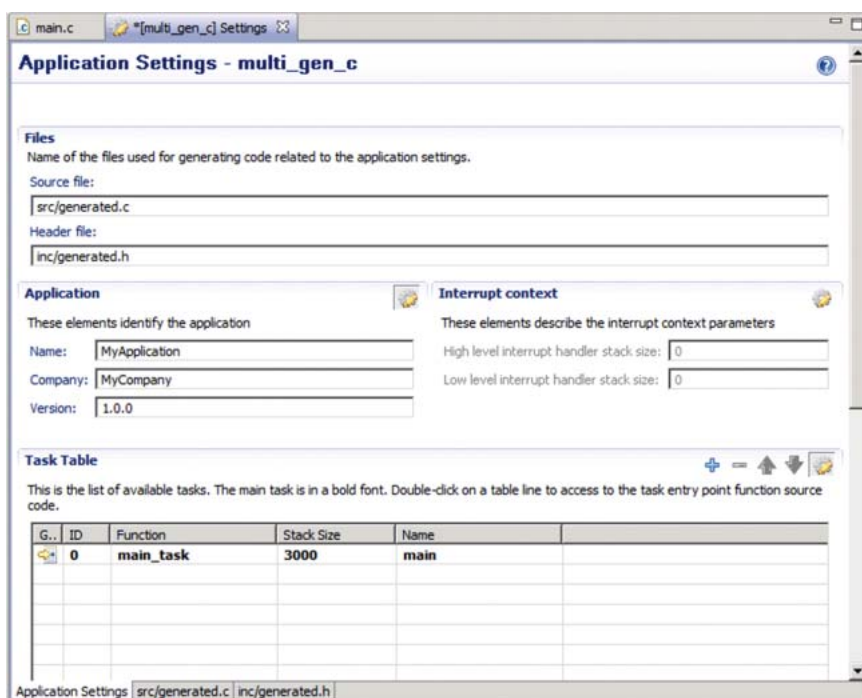 main.c
*[multi_gen_c] Settings
Application Settings - multi_gen_c
Files
Name of the files used for generating code related to the application settings.
Source file:
src/generated.c
Header file:
inc/generated.h
Application
These elements identify the application
Name: MyApplication
Company: MyCompany
Version: 1.0.0
Interrupt context
These elements describe the interrupt context parameters
High level interrupt handler stack size: 0
Low level interrupt handler stack size: 0
Task Table
This is the list of available tasks. The main task is in a bold font. Double-click on a table line to access to the task entry point function source
code.
G.. ID Function Stack Size Name
0 main_task 3000 main
Application Settings src/generated.c inc/generated.h